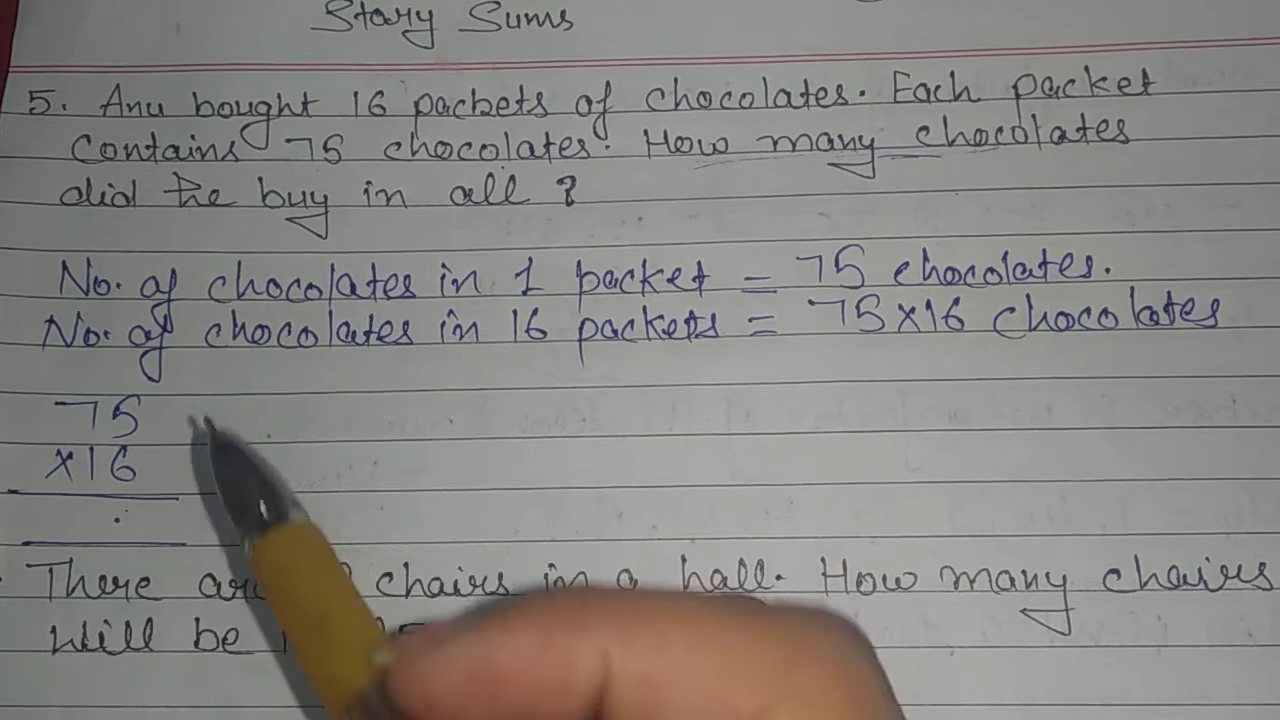 Story Sums
5. Anu bought 16 packets of chocolates. Each packet
Contains 75 chocolates. How many chocolates
did he buy in all ?
No. of chocolates in 1 packet = 75 chocolates.
No. of chocolates in 16 packets = 75×16 chocolates
75
×16
There are chairs in a hall. How many chairs
will be